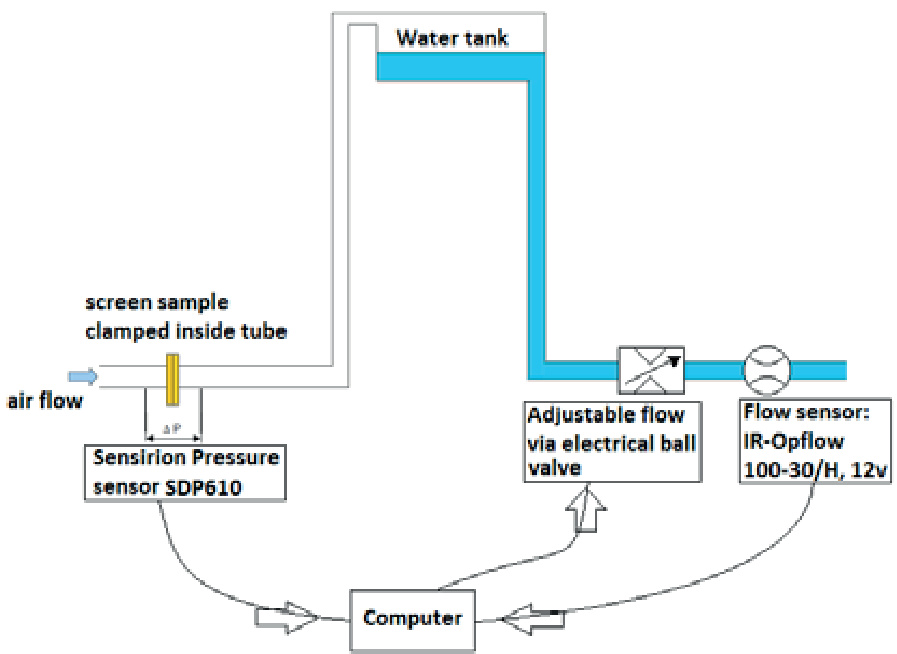 Water tank
screen sample
clamped inside tube
air flow
ΔP
Sensirion Pressure
sensor SDP610
Adjustable flow
via electrical ball
valve
Flow sensor:
IR-Opflow
100-30/H, 12v
Computer